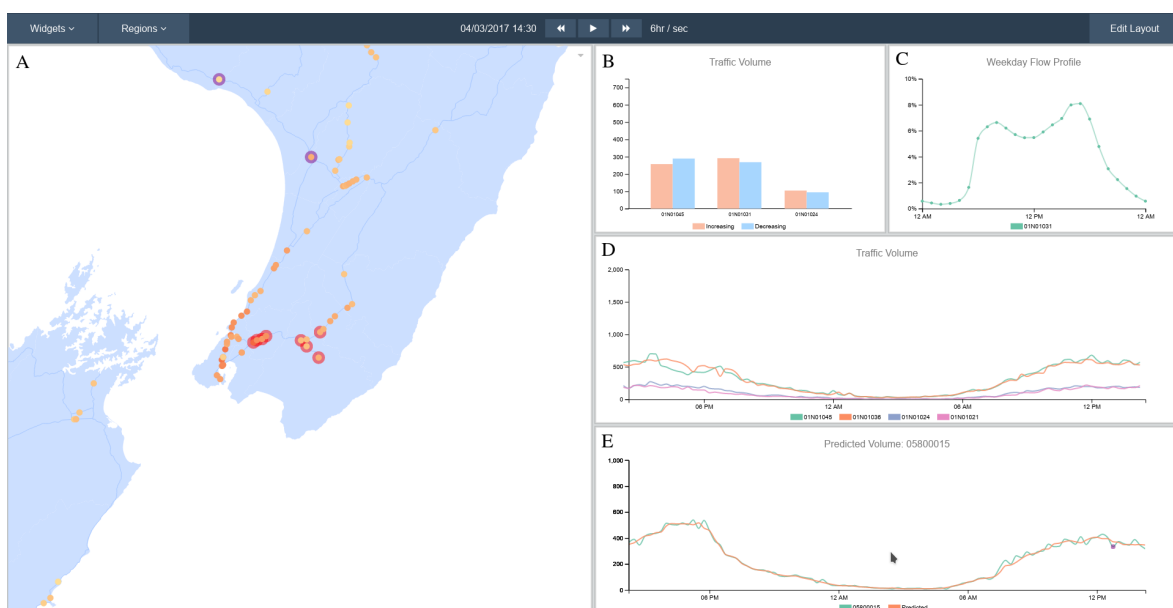 Widgets Regions 04/03/2017 14:30 6hr / sec Edit Layout
A
B
Traffic Volume
700
600
500
400
300
200
100
0
01N01045 01N01031 01N01024
Increasing Decreasing
C
Weekday Flow Profile
10%
8%
6%
4%
2%
0%
12 AM 12 PM 12 AM
01N01031
D
Traffic Volume
2,000
1,500
1,000
500
0
06 PM 12 AM 06 AM 12 PM
01N01045 01N01036 01N01024 01N01021
E
Predicted Volume: 05800015
1,000
800
600
400
200
0
06 PM 12 AM 06 AM 12 PM
05800015 Predicted